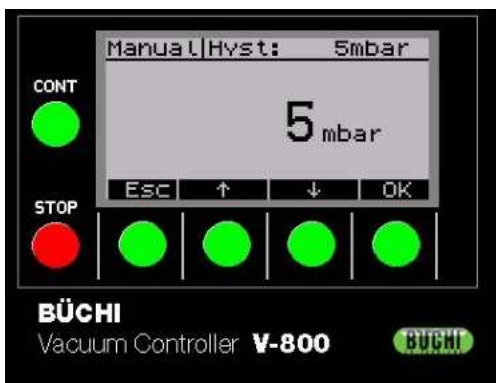 Manual|Hyst: 5mbar
CONT
5 mbar
Esc ↑ ↓ OK
STOP
BÜCHI
Vacuum Controller V-800
BÜCHI